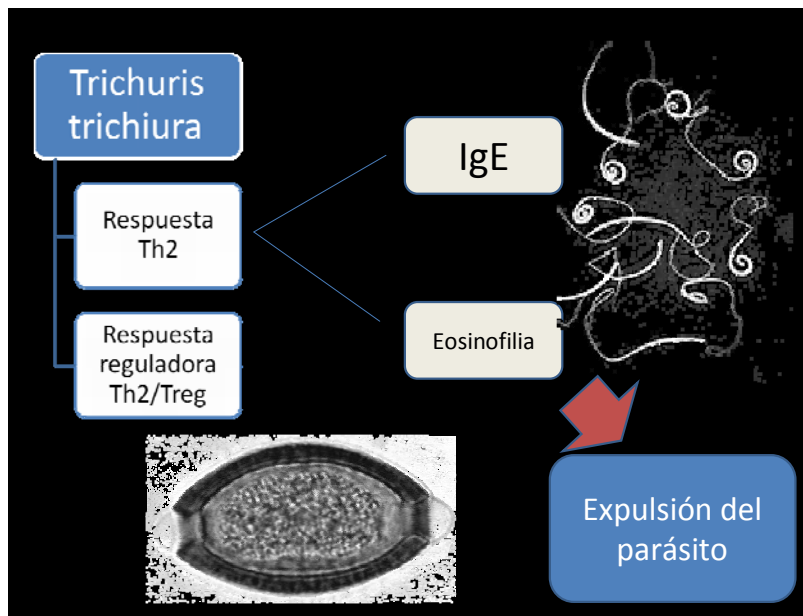 Trichuris
trichiura
Respuesta
Th2
Respuesta
reguladora
Th2/Treg
IgE
Eosinofilia
Expulsión del
parásito